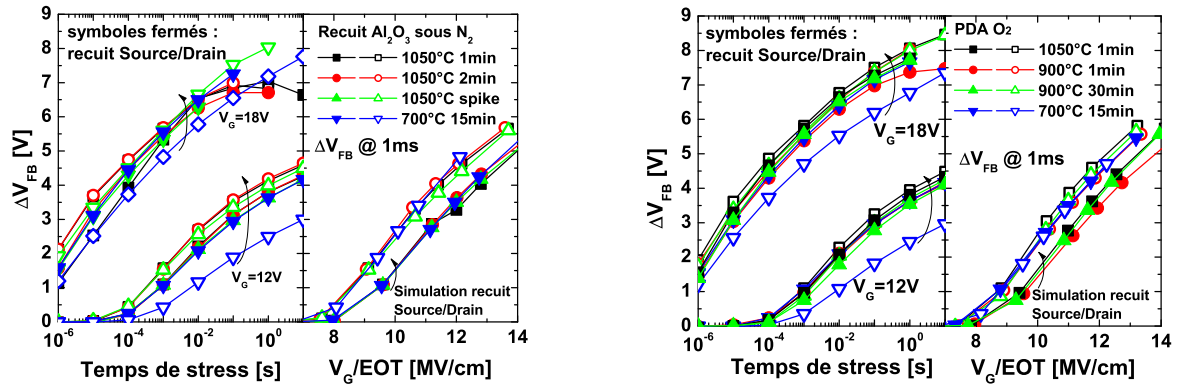 symboles fermés :
recuit Source/Drain
V_G=18V
V_G=12V
ΔV_FB [V]
0 1 2 3 4 5 6 7 8 9
10^-6 10^-4 10^-2 10^0
Temps de stress [s]
Recuit Al_2O_3 sous N_2
1050°C 1min
1050°C 2min
1050°C spike
700°C 15min
ΔV_FB @ 1ms
Simulation recuit
Source/Drain
8 10 12 14
V_G/EOT [MV/cm]
symboles fermés :
recuit Source/Drain
V_G=18V
V_G=12V
ΔV_FB [V]
0 1 2 3 4 5 6 7 8 9
10^-6 10^-4 10^-2 10^0
Temps de stress [s]
PDA O_2
1050°C 1min
900°C 1min
900°C 30min
700°C 15min
ΔV_FB @ 1ms
Simulation recuit
Source/Drain
8 10 12 14
V_G/EOT [MV/cm]